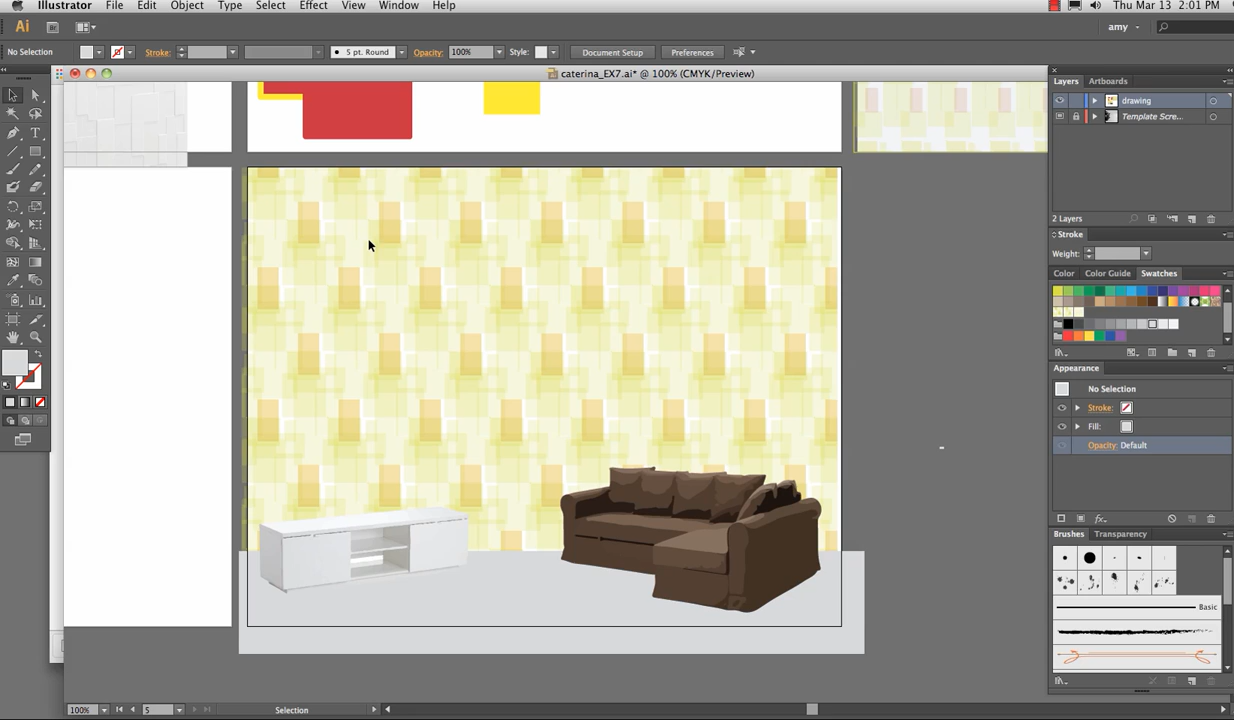 Illustrator File Edit Object Type Select Effect View Window Help Thu Mar 13 2:01 PM
Ai amy
No Selection Stroke: 5 pt. Round Opacity: 100% Style: Document Setup Preferences
caterina_EX7.ai* @ 100% (CMYK/Preview)
Layers Artboards
drawing
Template Scre...
2 Layers
Stroke
Weight:
Color Color Guide Swatches
Appearance
No Selection
Stroke:
Fill:
Opacity: Default
Brushes Transparency
Basic
100% 5 Selection